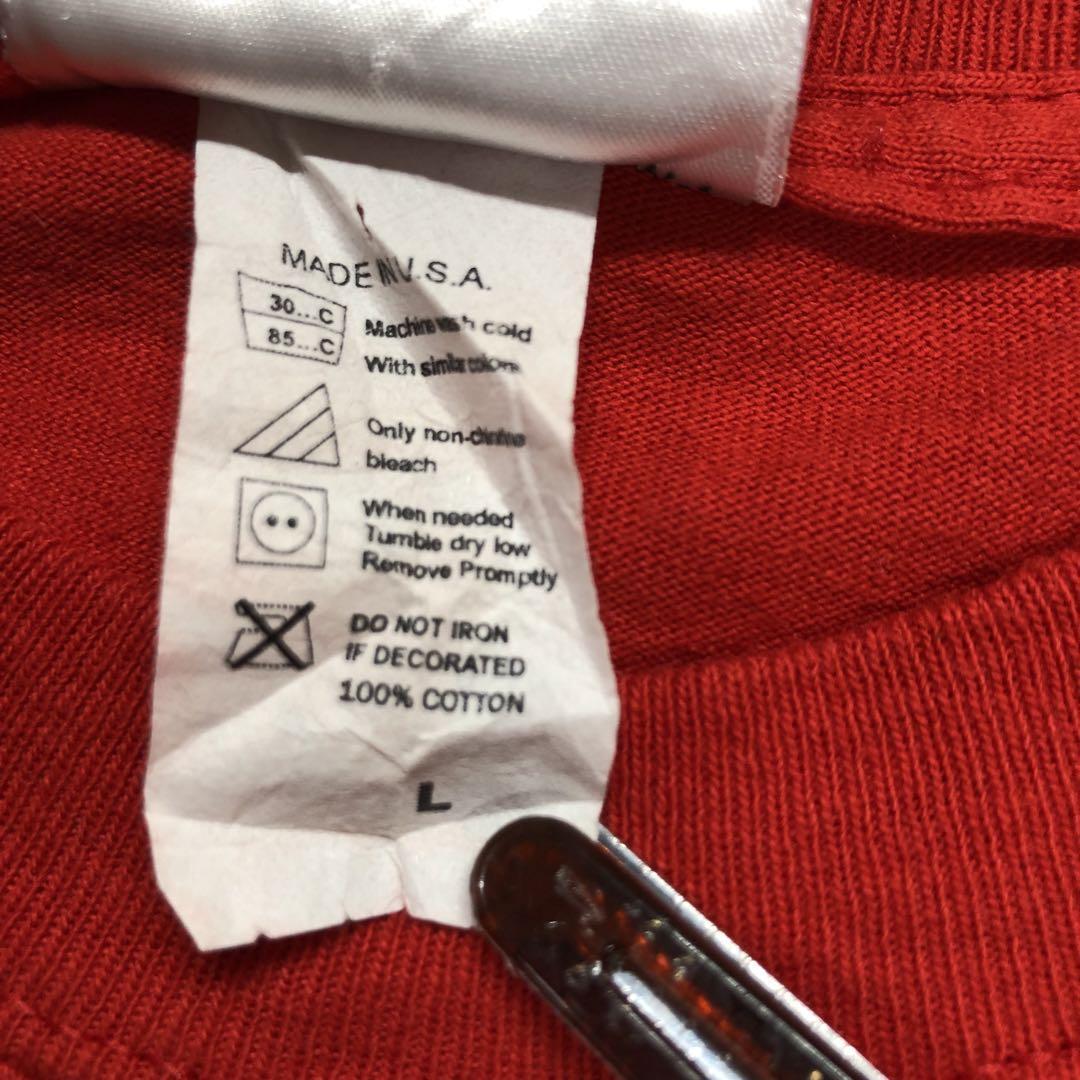 MADE IN U.S.A.
30...C
85...C
Machine wash cold
With similar colors
Only non-chlorine
bleach
When needed
Tumble dry low
Remove Promptly
DO NOT IRON
IF DECORATED
100% COTTON
L